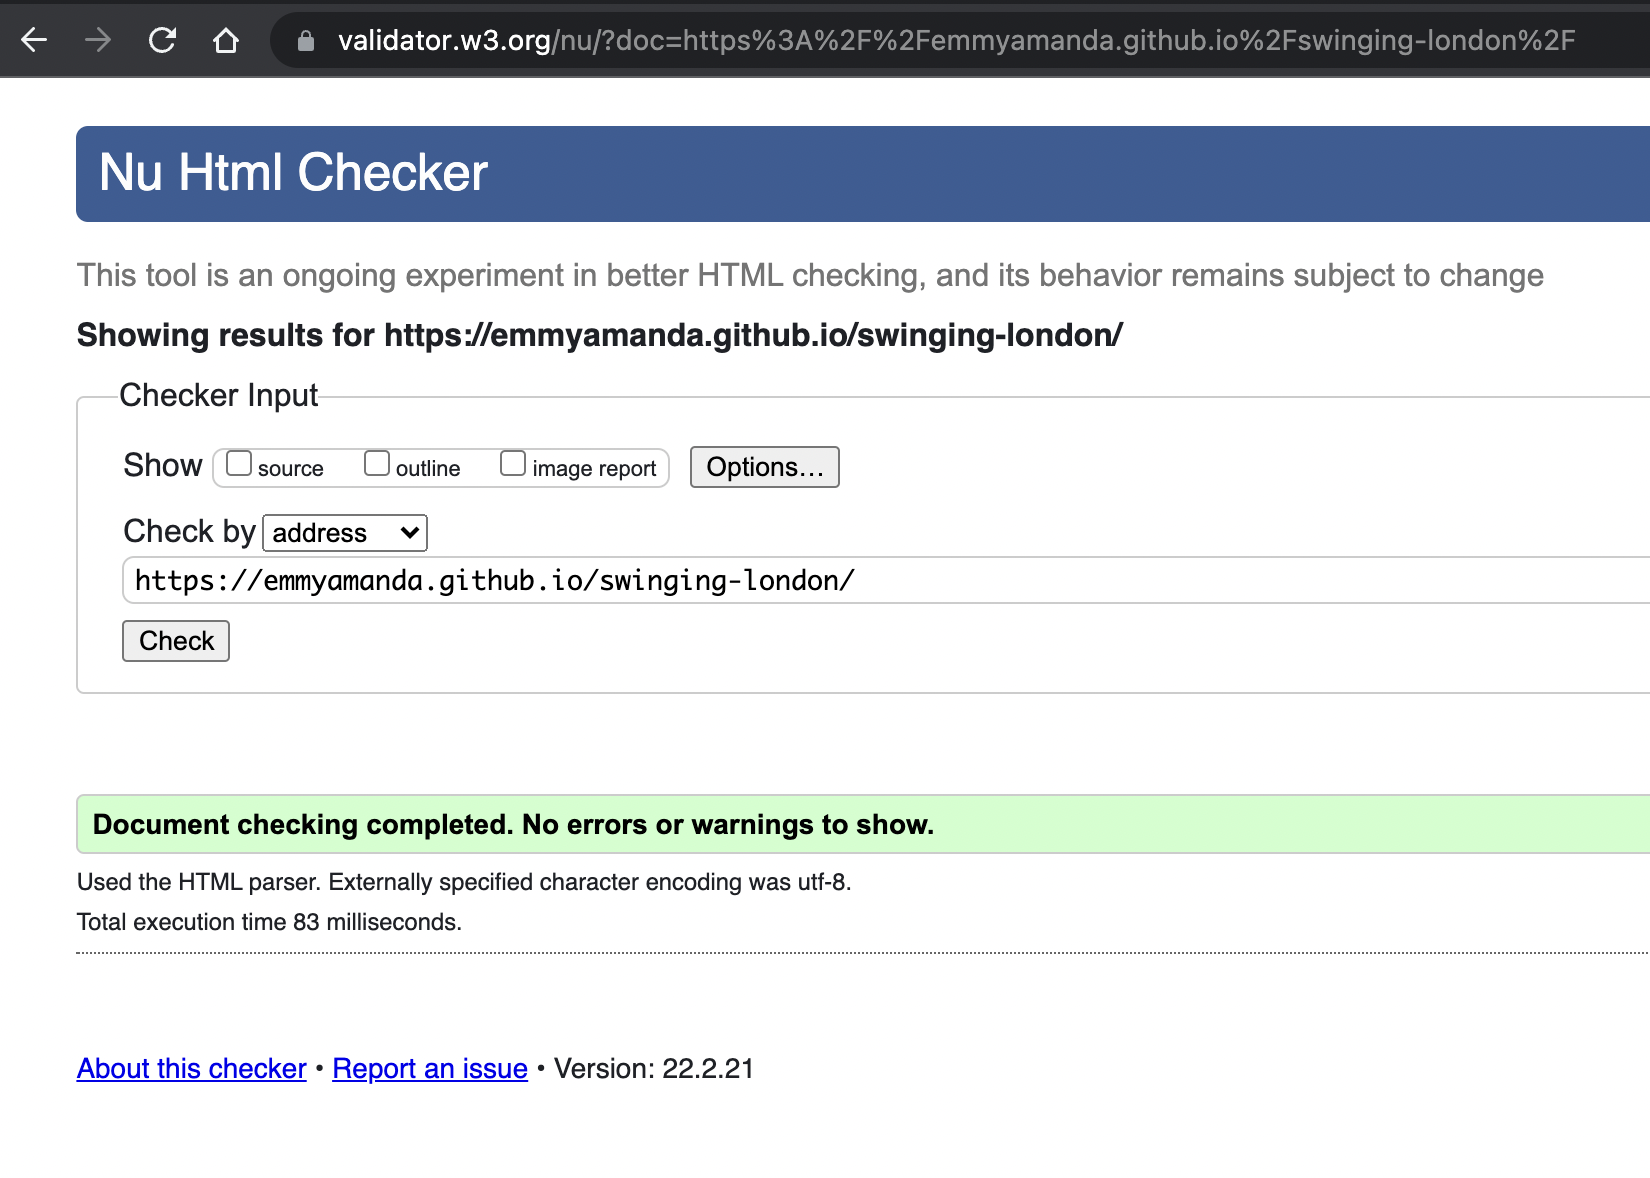 validator.w3.org/nu/?doc=https%3A%2F%2Femmyamanda.github.io%2Fswinging-london%2F
Nu Html Checker
This tool is an ongoing experiment in better HTML checking, and its behavior remains subject to change
Showing results for https://emmyamanda.github.io/swinging-london/
Checker Input
Show source outline image report Options...
Check by address
https://emmyamanda.github.io/swinging-london/
Check
Document checking completed. No errors or warnings to show.
Used the HTML parser. Externally specified character encoding was utf-8.
Total execution time 83 milliseconds.
About this checker • Report an issue • Version: 22.2.21